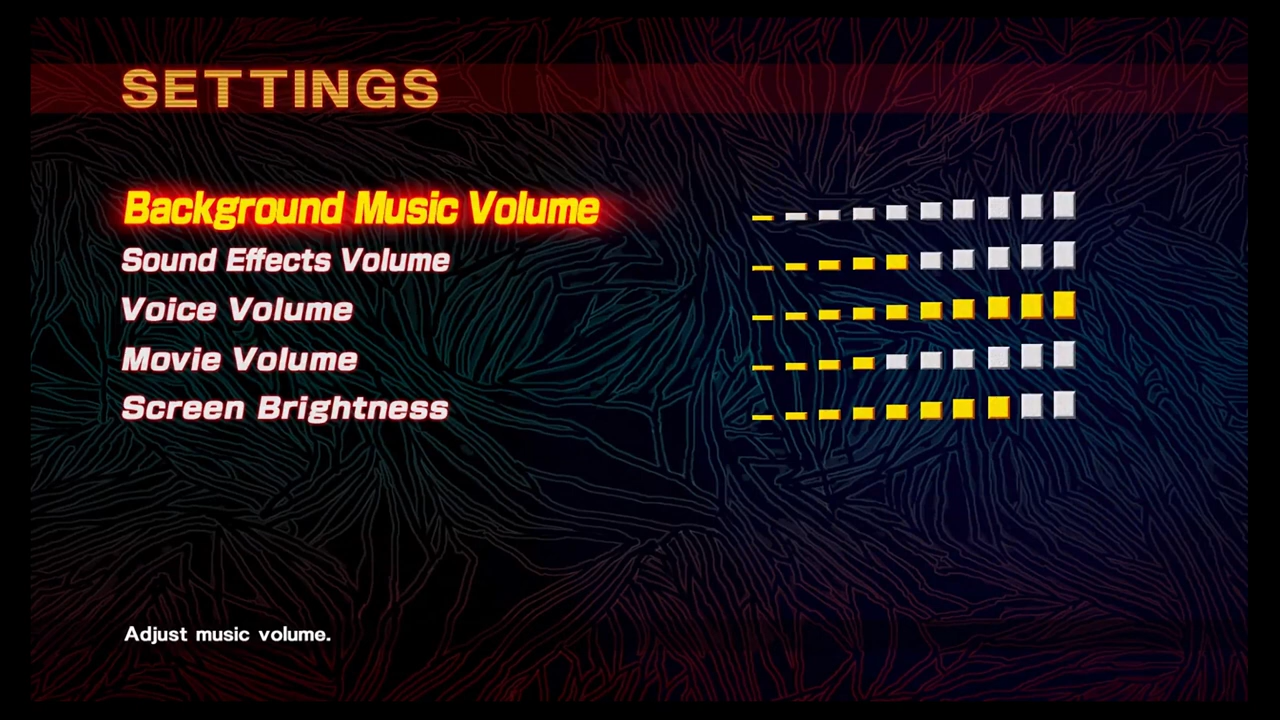 SETTINGS
Background Music Volume
Sound Effects Volume
Voice Volume
Movie Volume
Screen Brightness
Adjust music volume.